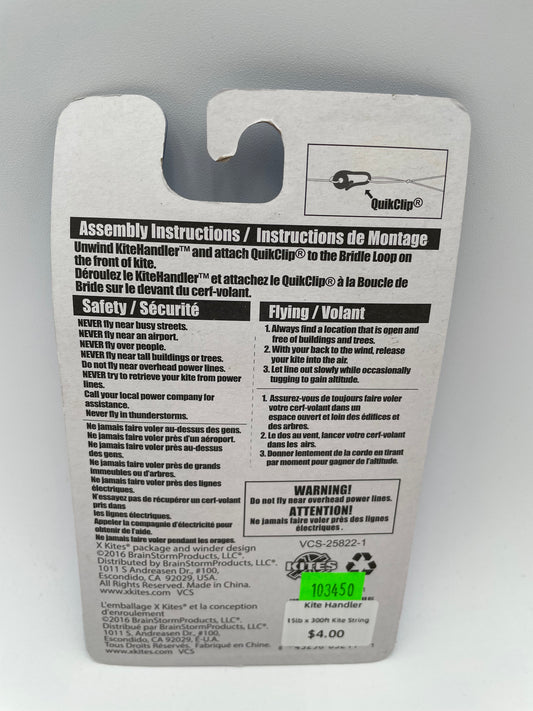 QuikClip®
Assembly Instructions / Instructions de Montage
Unwind KiteHandler™ and attach QuikClip® to the Bridle Loop on
the front of kite.
Déroulez le KiteHandler™ et attachez le QuikClip® à la Boucle de
Bride sur le devant du cerf-volant.
Safety / Sécurité
NEVER fly near busy streets.
NEVER fly near an airport.
NEVER fly over people.
NEVER fly near tall buildings or trees.
Do not fly near overhead power lines.
NEVER try to retrieve your kite from power
lines.
Call your local power company for
assistance.
Never fly in thunderstorms.
Ne jamais faire voler au-dessus des gens.
Ne jamais faire voler près d'un aéroport.
Ne jamais faire voler près au-dessus
des gens.
Ne jamais faire voler près de grands
immeubles ou d'arbres.
Ne jamais faire voler près des lignes
électriques.
N'essayez pas de récupérer un cerf-volant
pris dans
les lignes électriques.
Appeler la compagnie d'électricité pour
obtenir de l'aide.
Ne jamais faire voler pendant les orages.
Flying / Volant
1. Always find a location that is open and
free of buildings and trees.
2. With your back to the wind, release
your kite into the air.
3. Let line out slowly while occasionally
tugging to gain altitude.
1. Assurez-vous de toujours faire voler
votre cerf-volant dans un
espace ouvert et loin des édifices et
des arbres.
2. Le dos au vent, lancer votre cerf-volant
dans les airs.
3. Donner lentement de la corde en tirant
par moment pour gagner de l'altitude.
WARNING!
Do not fly near overhead power lines.
ATTENTION!
Ne jamais faire voler près des lignes
électriques.
X Kites® package and winder design
©2016 BrainStormProducts, LLC®.
Distributed by BrainStormProducts, LLC®.
1011 S Andreasen Dr., #100,
Escondido, CA 92029, USA.
All Rights Reserved. Made in China.
www.xkites.com VCS
L'emballage X Kites® et la conception
d'enroulement
©2016 BrainStormProducts, LLC®.
Distribué par BrainStormProducts, LLC®.
1011 S. Andreasen Dr., #100,
Escondido, CA 92029, E-U.A.
Tous Droits Réservés. Fabriqué en Chine.
www.xkites.com VCS
VCS-25822-1
KITES
103450
Kite Handler
15lb x 300ft Kite String
$4.00